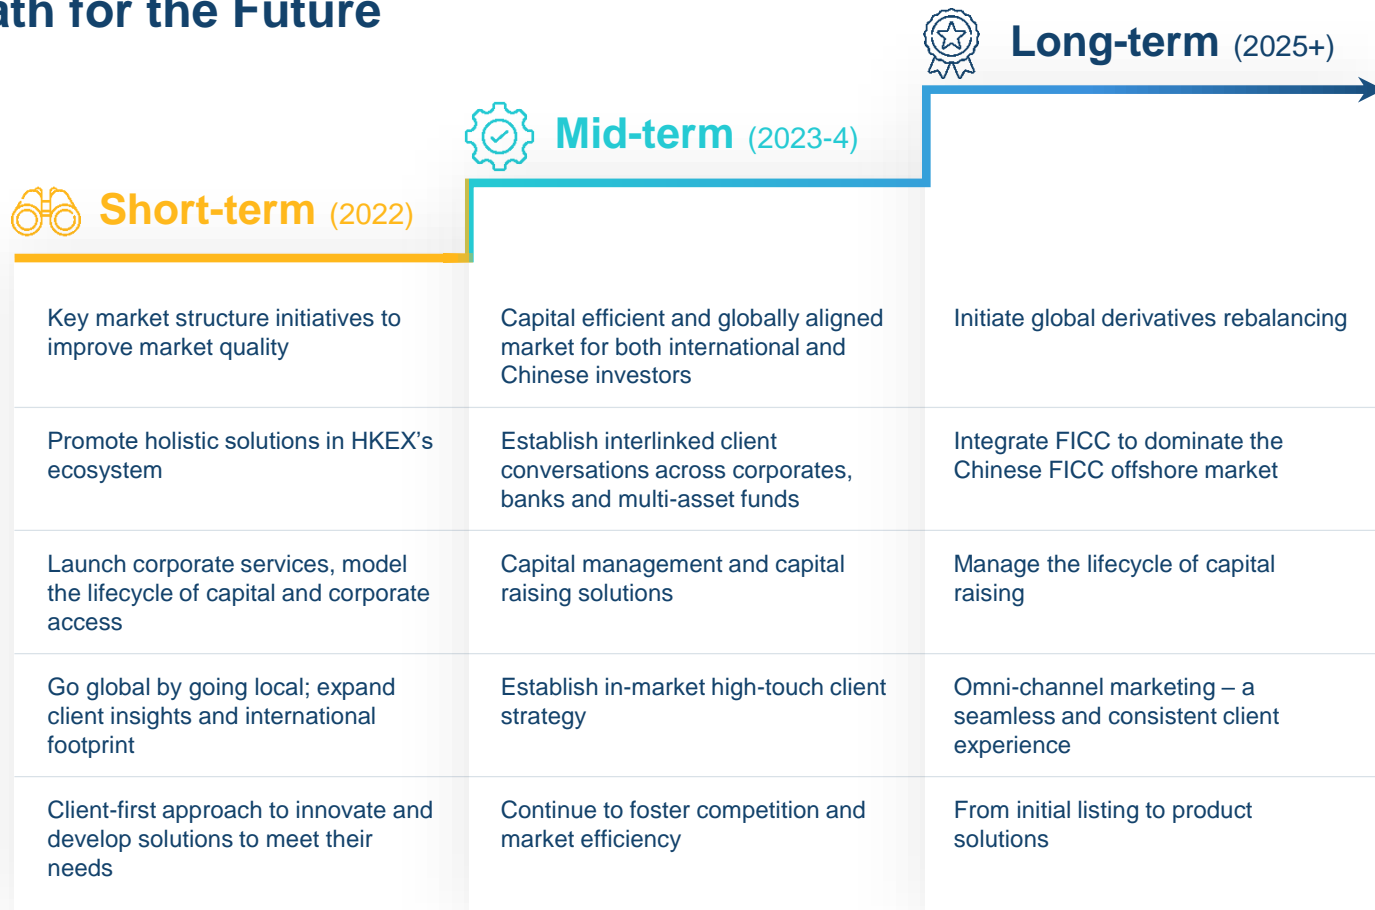 for the Future
Long-term (2025+)
Mid-term (2023-4)
Short-term (2022)
Key market structure initiatives to
improve market quality
Capital efficient and globally aligned
market for both international and
Chinese investors
Initiate global derivatives rebalancing
Promote holistic solutions in HKEX’s
ecosystem
Establish interlinked client
conversations across corporates,
banks and multi-asset funds
Integrate FICC to dominate the
Chinese FICC offshore market
Launch corporate services, model
the lifecycle of capital and corporate
access
Capital management and capital
raising solutions
Manage the lifecycle of capital
raising
Go global by going local; expand
client insights and international
footprint
Establish in-market high-touch client
strategy
Omni-channel marketing – a
seamless and consistent client
experience
Client-first approach to innovate and
develop solutions to meet their
needs
Continue to foster competition and
market efficiency
From initial listing to product
solutions